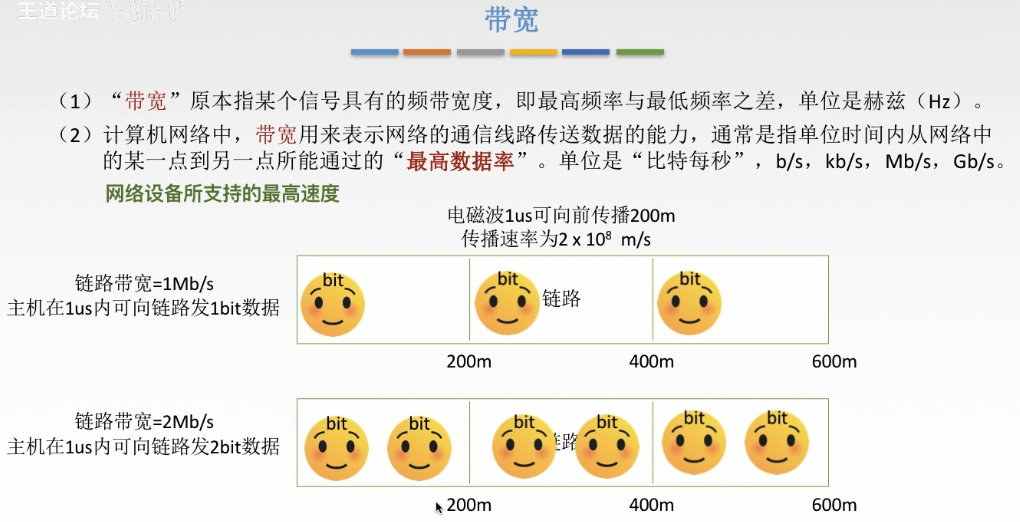 王道论坛
带宽
（1）“带宽”原本指某个信号具有的频带宽度，即最高频率与最低频率之差，单位是赫兹（Hz）。
（2）计算机网络中，带宽用来表示网络的通信线路传送数据的能力，通常是指单位时间内从网络中
的某一点到另一点所能通过的“最高数据率”。单位是“比特每秒”，b/s，kb/s，Mb/s，Gb/s。
网络设备所支持的最高速度
电磁波1us可向前传播200m
传播速率为2 x 10⁸ m/s
链路带宽=1Mb/s
主机在1us内可向链路发1bit数据
bit bit 链路 bit
200m 400m 600m
链路带宽=2Mb/s
主机在1us内可向链路发2bit数据
bit bit bit bit bit bit
200m 400m 600m